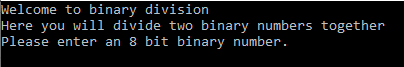 Welcome to binary division
Here you will divide two binary numbers together
Please enter an 8 bit binary number.